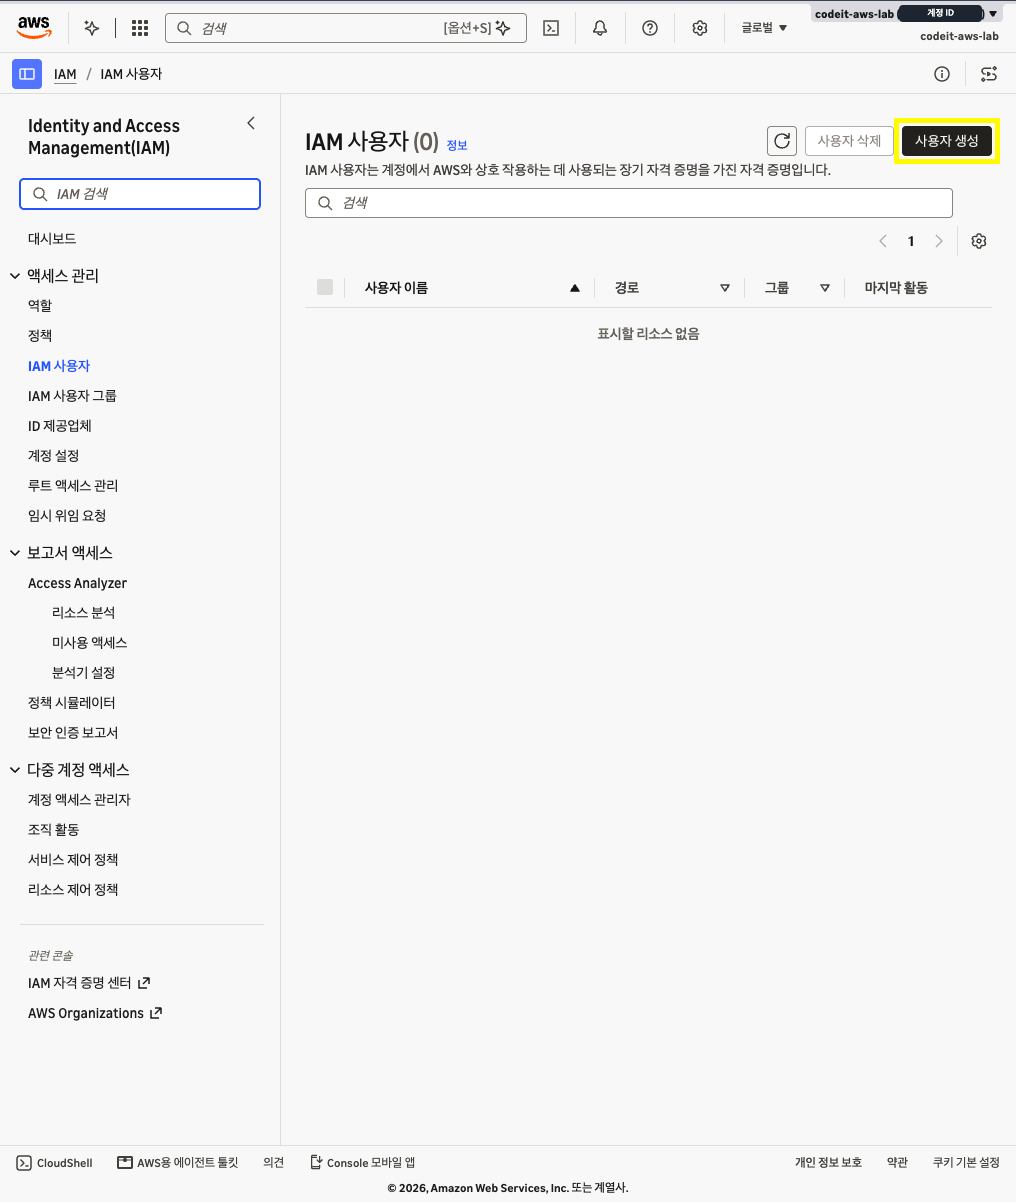 aws
검색
[옵션+S]
글로벌
codeit-aws-lab
계정 ID
codeit-aws-lab
IAM / IAM 사용자
Identity and Access
Management(IAM)
IAM 검색
대시보드
액세스 관리
역할
정책
IAM 사용자
IAM 사용자 그룹
ID 제공업체
계정 설정
루트 액세스 관리
임시 위임 요청
보고서 액세스
Access Analyzer
리소스 분석
미사용 액세스
분석기 설정
정책 시뮬레이터
보안 인증 보고서
다중 계정 액세스
계정 액세스 관리자
조직 활동
서비스 제어 정책
리소스 제어 정책
관련 콘솔
IAM 자격 증명 센터
AWS Organizations
IAM 사용자 (0) 정보
사용자 삭제
사용자 생성
IAM 사용자는 계정에서 AWS와 상호 작용하는 데 사용되는 장기 자격 증명을 가진 자격 증명입니다.
검색
1
사용자 이름 경로 그룹 마지막 활동
표시할 리소스 없음
CloudShell AWS용 에이전트 툴킷 의견 Console 모바일 앱 개인 정보 보호 약관 쿠키 기본 설정
© 2026, Amazon Web Services, Inc. 또는 계열사.